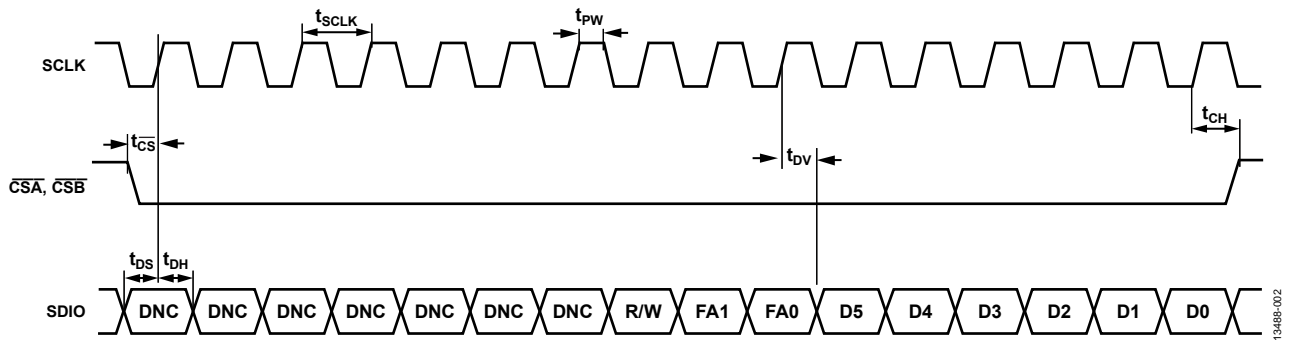 tSCLK
tPW
SCLK
tCH
tCS
tDV
CSA, CSB
tDS tDH
SDIO DNC DNC DNC DNC DNC DNC DNC R/W FA1 FA0 D5 D4 D3 D2 D1 D0
13488-002